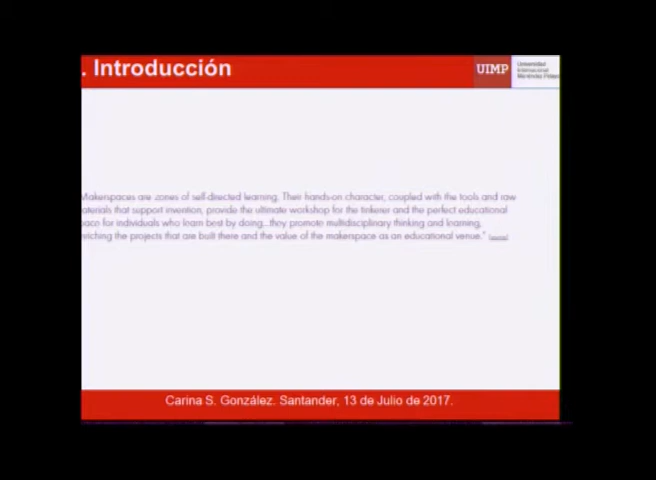 . Introducción
UIMP
Universidad
Internacional
Menéndez Pelayo
Makerspaces are zones of self-directed learning. Their hands-on character, coupled with the tools and raw
aterials that support invention, provide the ultimate workshop for the tinkerer and the perfect educational
ace for individuals who learn best by doing...they promote multidisciplinary thinking and learning,
riching the projects that are built there and the value of the makerspace as an educational venue."
Carina S. González. Santander, 13 de Julio de 2017.